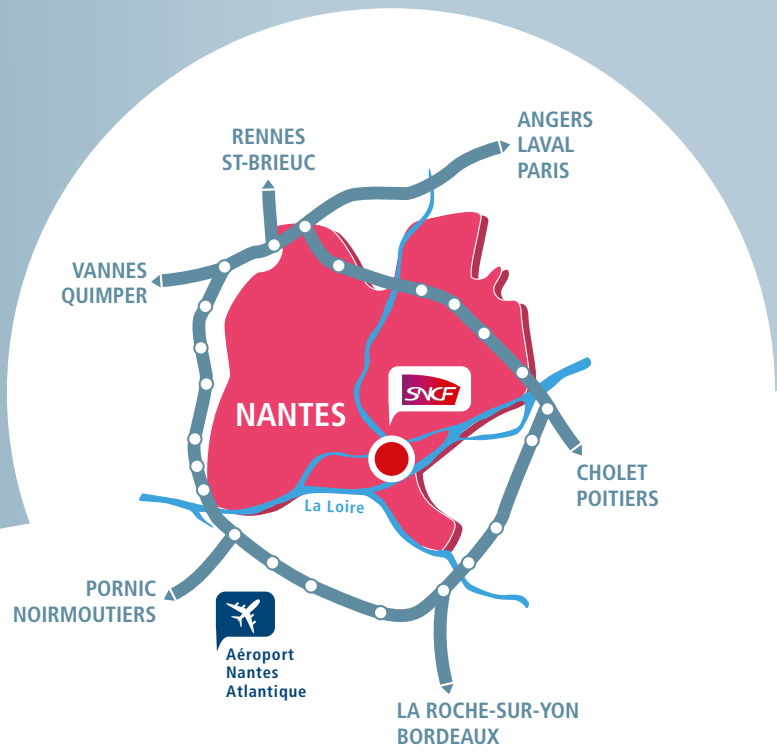 ANGERS
LAVAL
PARIS
RENNES
ST-BRIEUC
VANNES
QUIMPER
SNCF
NANTES
CHOLET
POITIERS
La Loire
PORNIC
NOIRMOUTIERS
Aéroport
Nantes
Atlantique
LA ROCHE-SUR-YON
BORDEAUX